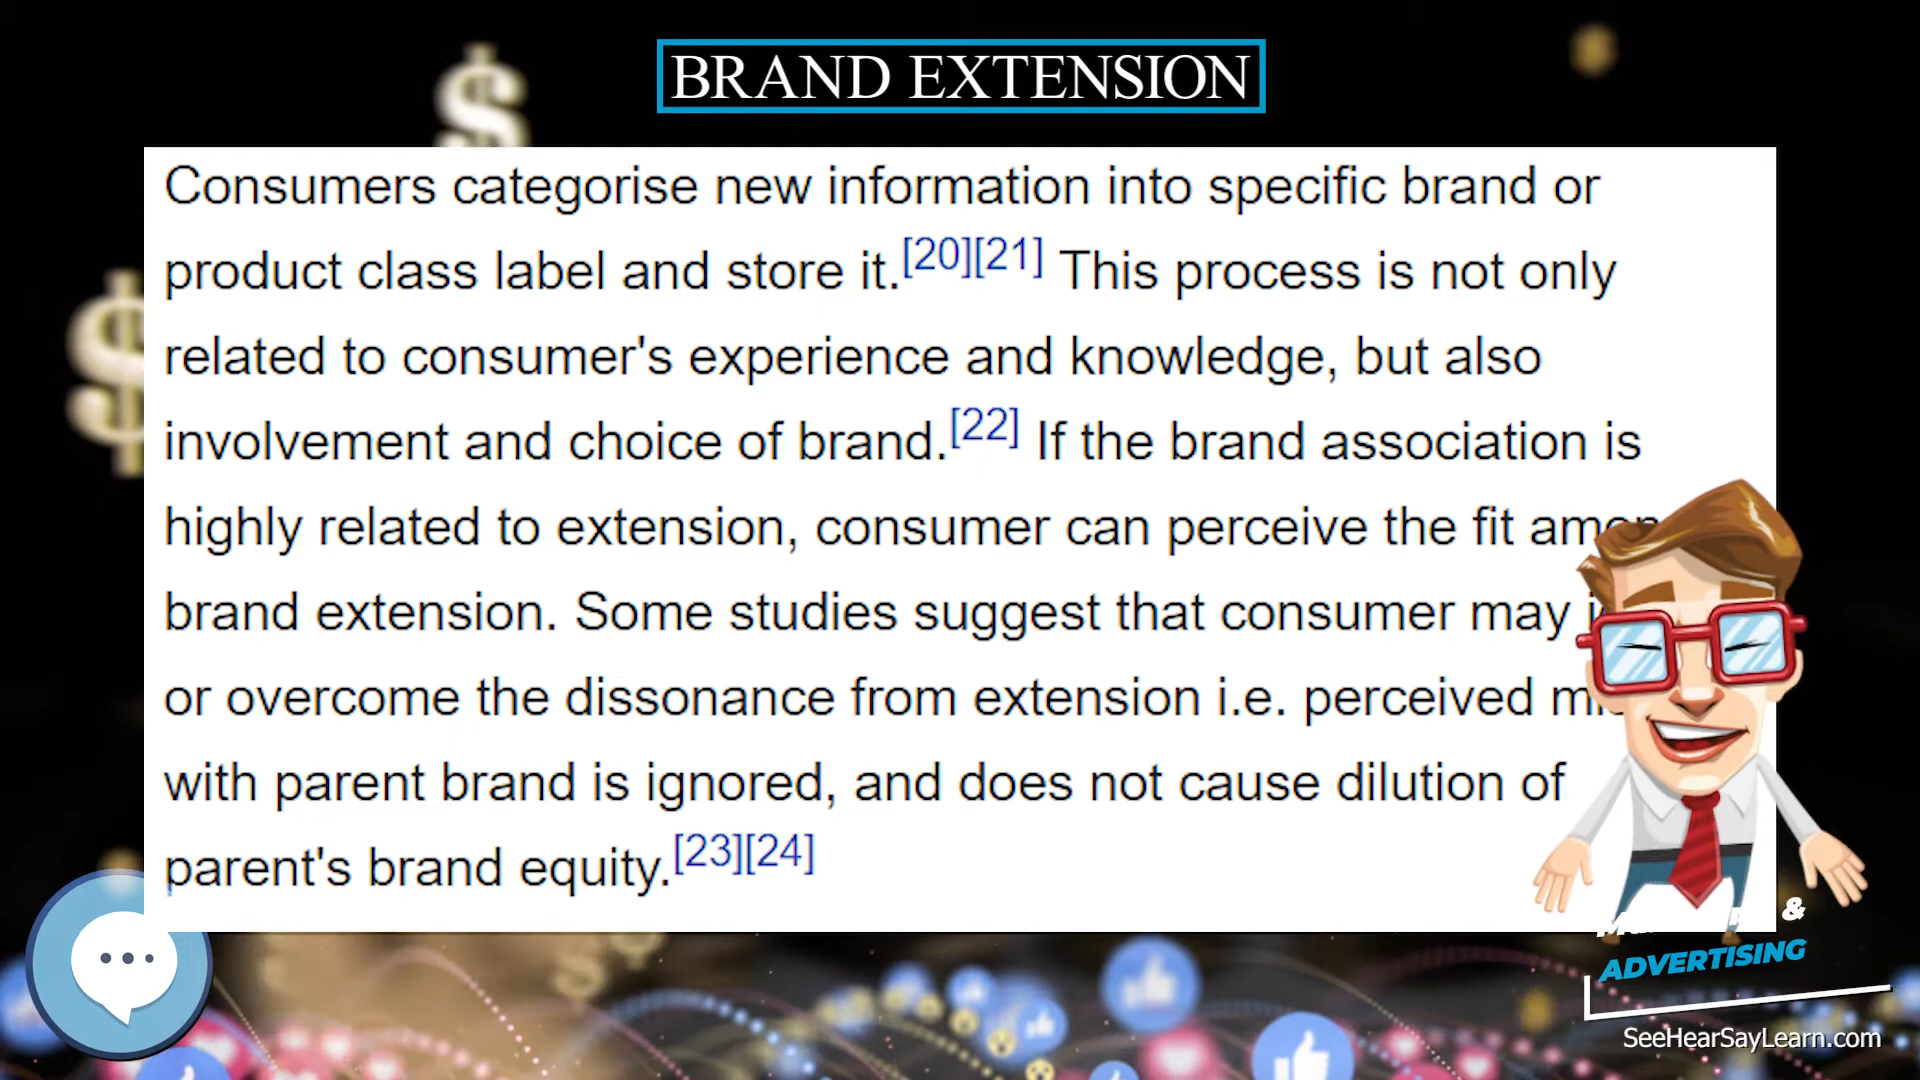 BRAND EXTENSION
Consumers categorise new information into specific brand or
product class label and store it.[20][21] This process is not only
related to consumer's experience and knowledge, but also
involvement and choice of brand.[22] If the brand association is
highly related to extension, consumer can perceive the fit
brand extension. Some studies suggest that consumer may
or overcome the dissonance from extension i.e. perceived
with parent brand is ignored, and does not cause dilution of
parent's brand equity.[23][24]
&
ADVERTISING
SeeHearSayLearn.com